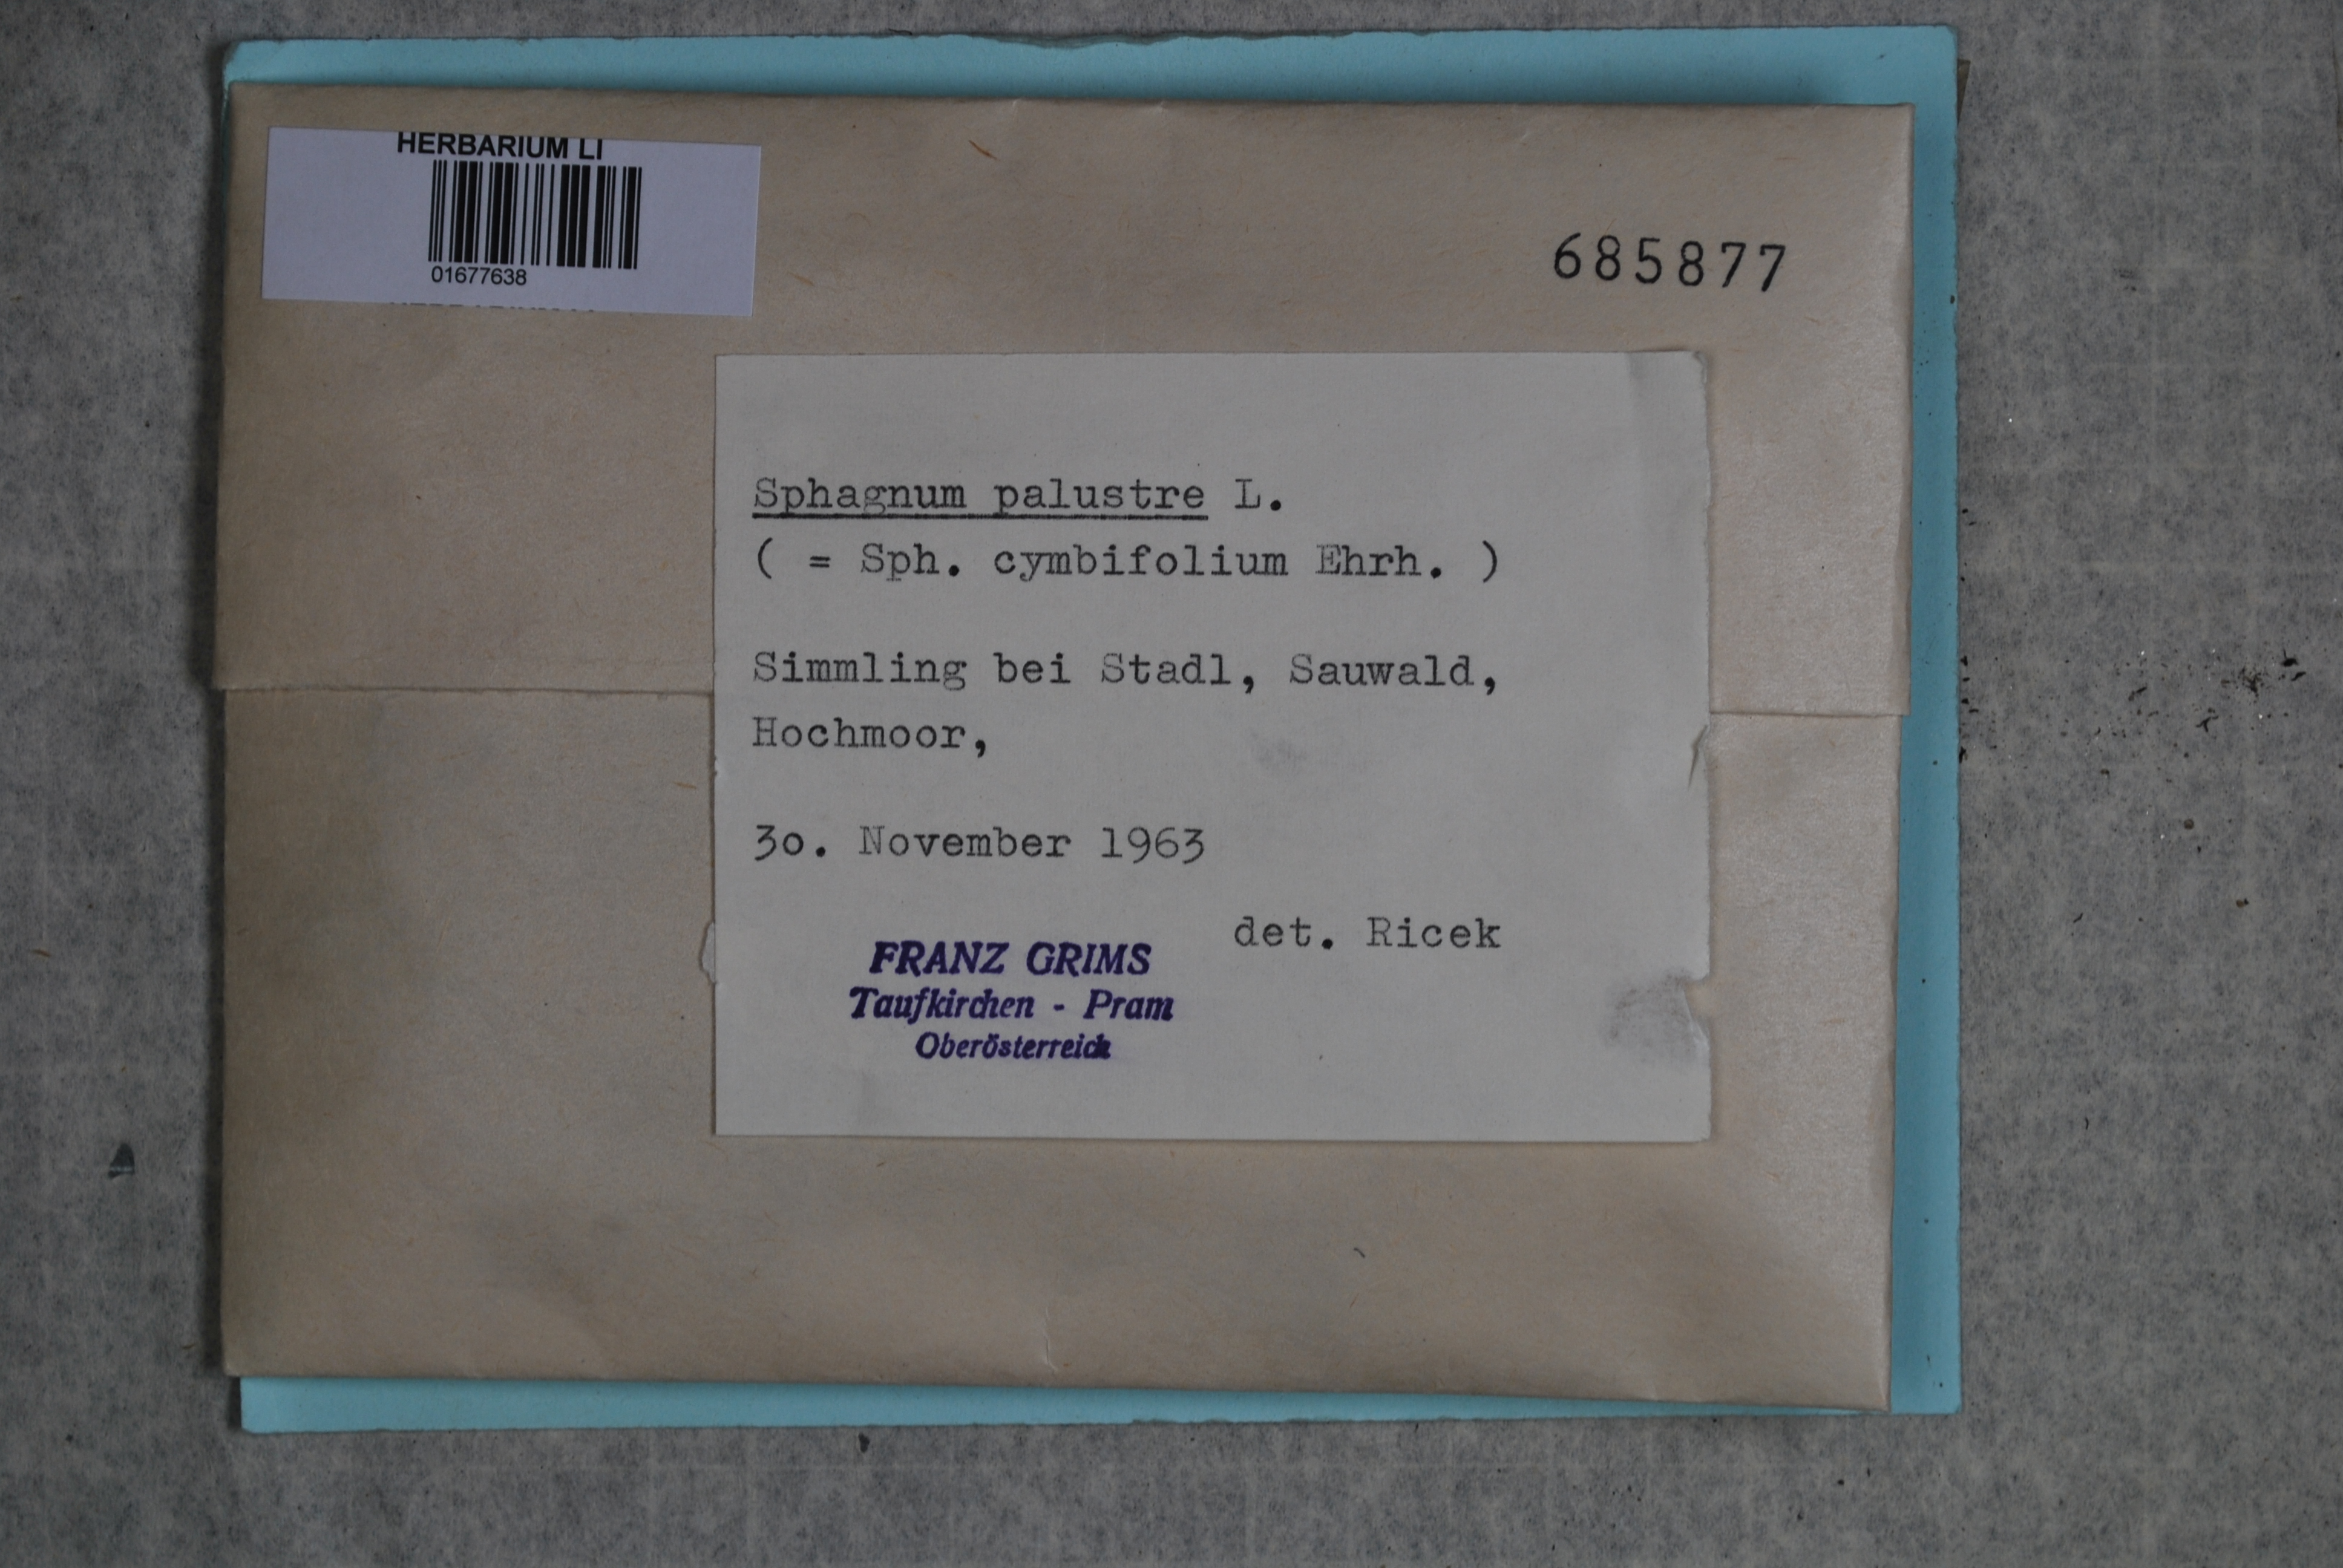 HERBARIUM LI
01677638
685877
Sphagnum palustre L.
( = Sph. cymbifolium Ehrh. )
Simmling bei Stadl, Sauwald,
Hochmoor,
30. November 1963
det. Ricek
FRANZ GRIMS
Taufkirchen - Pram
Oberösterreich